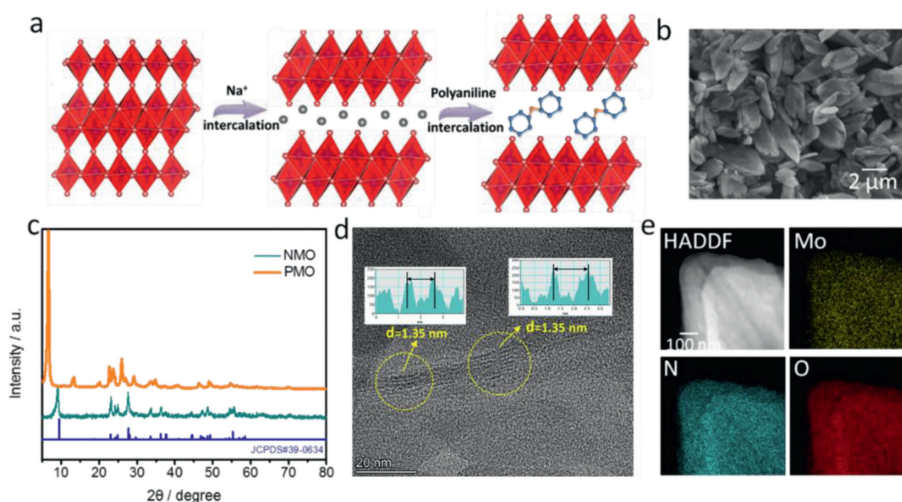 a
Na+
intercalation
Polyaniline
intercalation
b
2 μm
c
NMO
PMO
Intensity / a.u.
JCPDS#39-0634
10 20 30 40 50 60 70 80
2θ / degree
d
d=1.35 nm
d=1.35 nm
20 nm
e
HADDF
Mo
100 nm
N
O